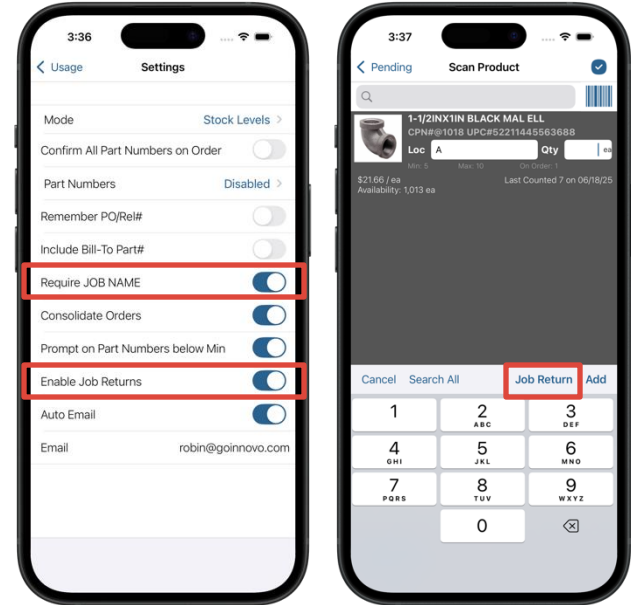 3:36
Usage
Settings
Mode
Stock Levels
Confirm All Part Numbers on Order
Part Numbers
Disabled
Remember PO/Rel#
Include Bill-To Part#
Require JOB NAME
Consolidate Orders
Prompt on Part Numbers below Min
Enable Job Returns
Auto Email
Email
robin@goinnovo.com
3:37
Pending
Scan Product
1-1/2INX1IN BLACK MAL ELL
CPN#@1018 UPC#52211445563688
Loc A Qty ea
Min: 5 Max: 10 On Order: 1
$21.66 / ea
Last Counted 7 on 06/18/25
Availability: 1,013 ea
Cancel Search All Job Return Add
1 2 3
ABC DEF
4 5 6
GHI JKL MNO
7 8 9
PQRS TUV WXYZ
0